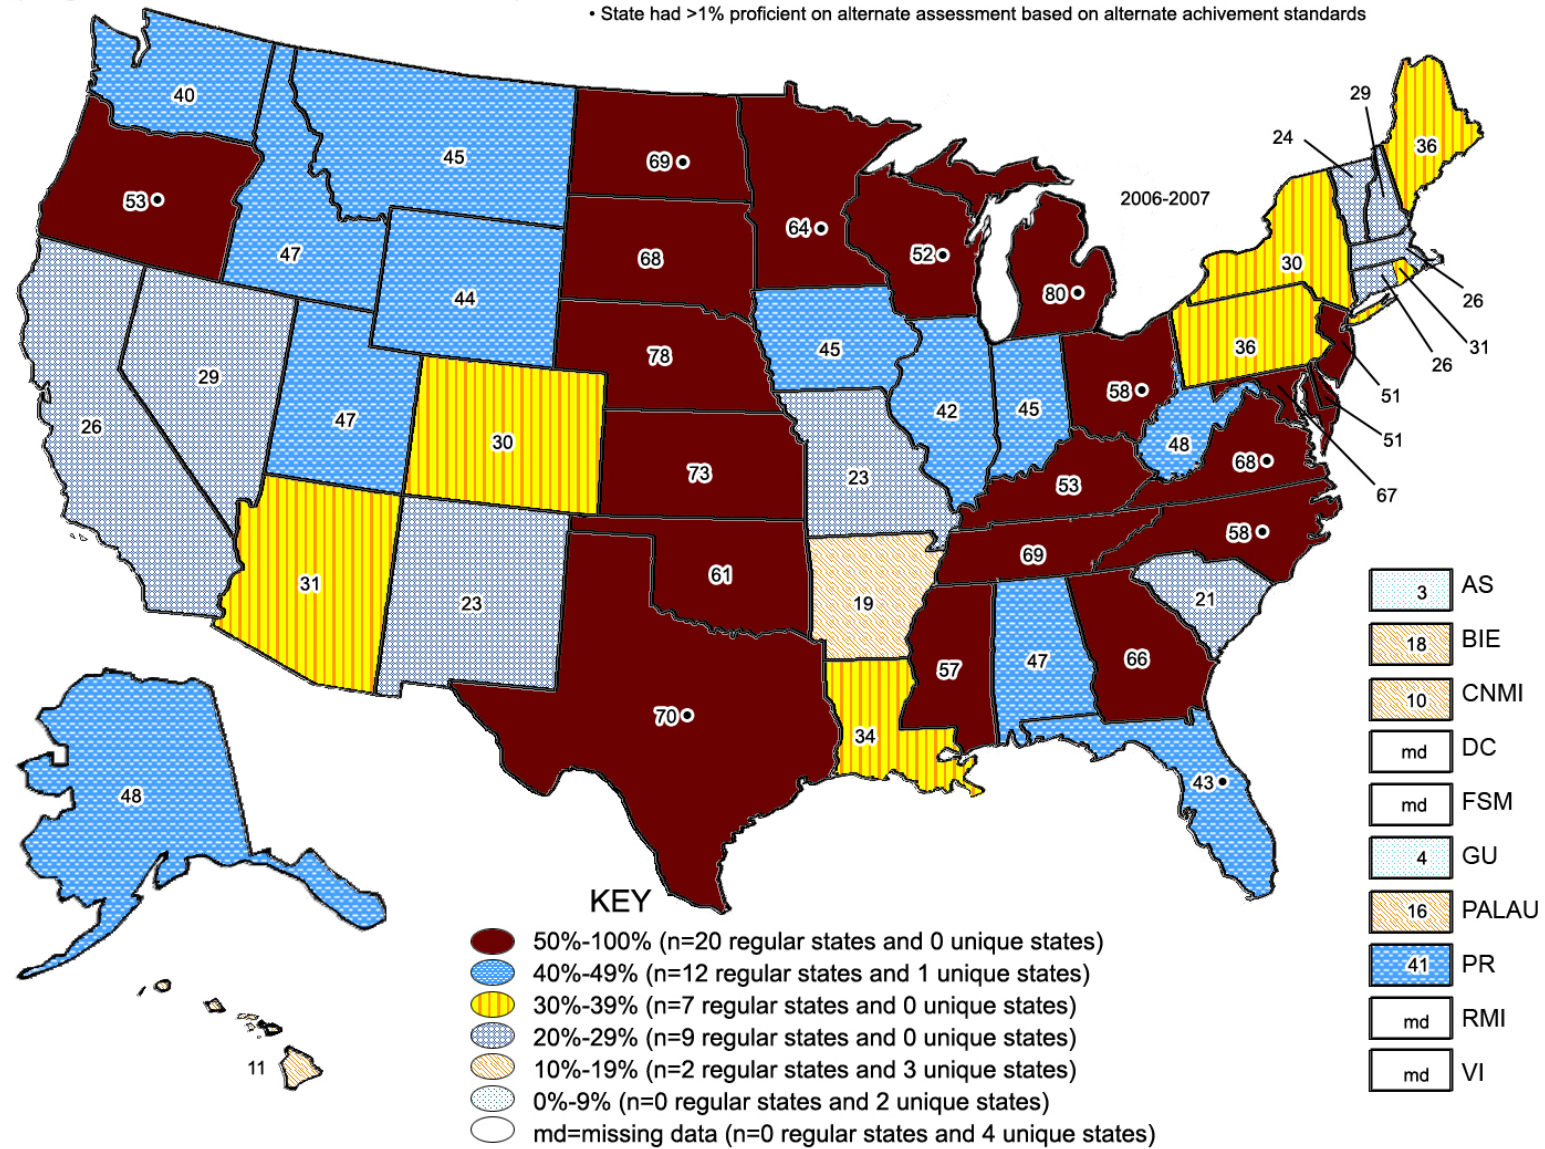 • State had >1% proficient on alternate assessment based on alternate achivement standards
36
29
24
40
45
69 •
2006-2007
53 •
64 •
52 •
47
68
30
44
80 •
26
31
45
78
36
26
29
58 •
51
42
45
47
26
30
48
51
68 •
73
23
53
67
58 •
69
61
31
23
19
21
3 AS
18 BIE
57
47
66
10 CNMI
70 •
34
md DC
43 •
48
md FSM
4 GU
16 PALAU
41 PR
md RMI
11
md VI
KEY
50%-100% (n=20 regular states and 0 unique states)
40%-49% (n=12 regular states and 1 unique states)
30%-39% (n=7 regular states and 0 unique states)
20%-29% (n=9 regular states and 0 unique states)
10%-19% (n=2 regular states and 3 unique states)
0%-9% (n=0 regular states and 2 unique states)
md=missing data (n=0 regular states and 4 unique states)